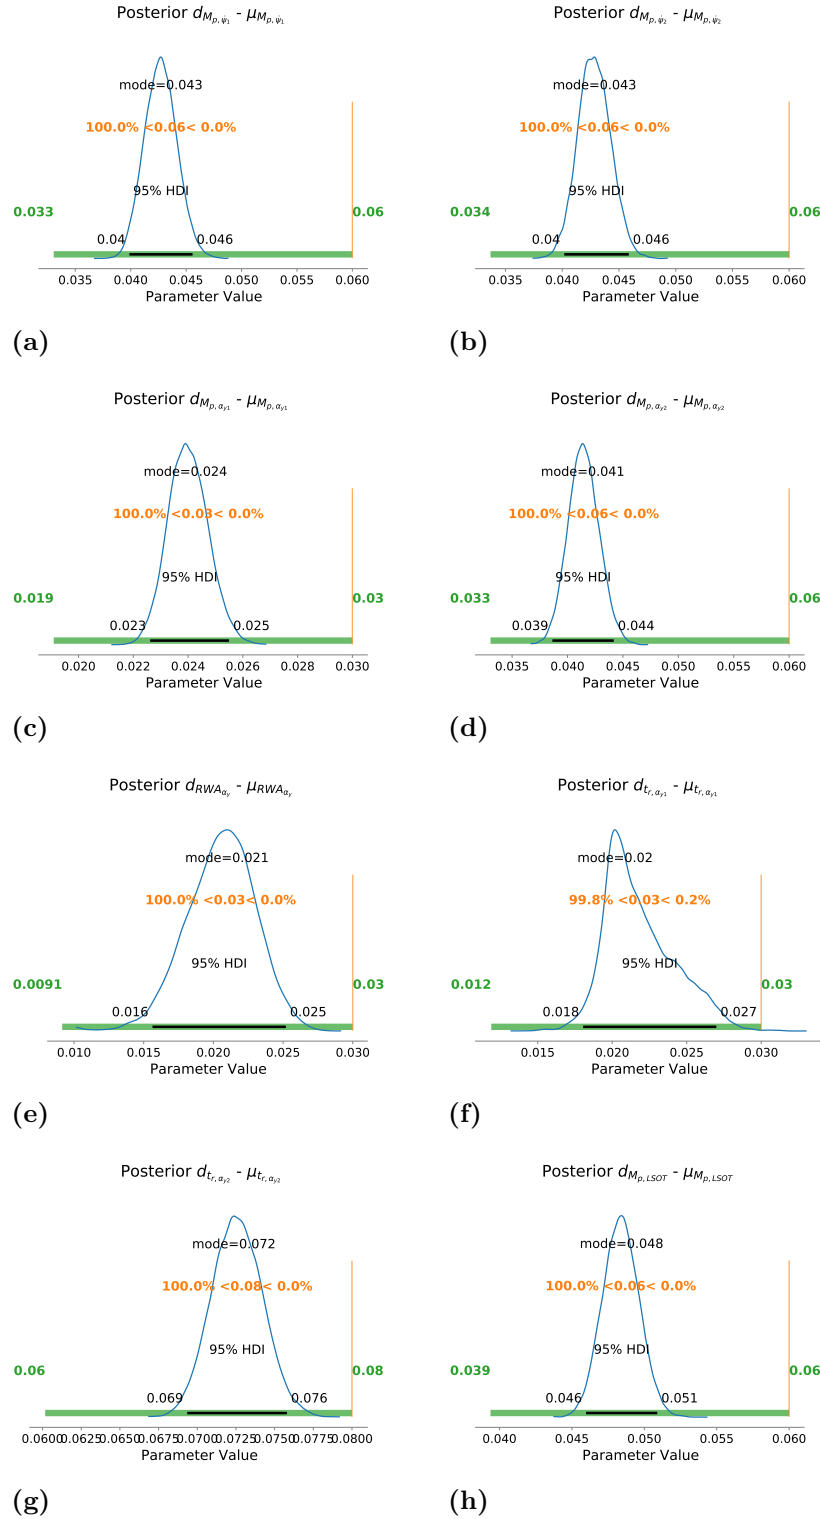 Posterior d_{M_{p,ψ̇_1}} - μ_{M_{p,ψ̇_1}}
mode=0.043
100.0% <0.06< 0.0%
95% HDI
0.033
0.06
0.04
0.046
0.035 0.040 0.045 0.050 0.055 0.060
Parameter Value
(a)
Posterior d_{M_{p,ψ̇_2}} - μ_{M_{p,ψ̇_2}}
mode=0.043
100.0% <0.06< 0.0%
95% HDI
0.034
0.06
0.04
0.046
0.035 0.040 0.045 0.050 0.055 0.060
Parameter Value
(b)
Posterior d_{M_{p,α_{y1}}} - μ_{M_{p,α_{y1}}}
mode=0.024
100.0% <0.03< 0.0%
95% HDI
0.019
0.03
0.023
0.025
0.020 0.022 0.024 0.026 0.028 0.030
Parameter Value
(c)
Posterior d_{M_{p,α_{y2}}} - μ_{M_{p,α_{y2}}}
mode=0.041
100.0% <0.06< 0.0%
95% HDI
0.033
0.06
0.039
0.044
0.035 0.040 0.045 0.050 0.055 0.060
Parameter Value
(d)
Posterior d_{RWA_{α_y}} - μ_{RWA_{α_y}}
mode=0.021
100.0% <0.03< 0.0%
95% HDI
0.0091
0.03
0.016
0.025
0.010 0.015 0.020 0.025 0.030
Parameter Value
(e)
Posterior d_{t_{r,α_{y1}}} - μ_{t_{r,α_{y1}}}
mode=0.02
99.8% <0.03< 0.2%
95% HDI
0.012
0.03
0.018
0.027
0.015 0.020 0.025 0.030
Parameter Value
(f)
Posterior d_{t_{r,α_{y2}}} - μ_{t_{r,α_{y2}}}
mode=0.072
100.0% <0.08< 0.0%
95% HDI
0.06
0.08
0.069
0.076
0.0600 0.0625 0.0650 0.0675 0.0700 0.0725 0.0750 0.0775 0.0800
Parameter Value
(g)
Posterior d_{M_{p,LSOT}} - μ_{M_{p,LSOT}}
mode=0.048
100.0% <0.06< 0.0%
95% HDI
0.039
0.06
0.046
0.051
0.040 0.045 0.050 0.055 0.060
Parameter Value
(h)